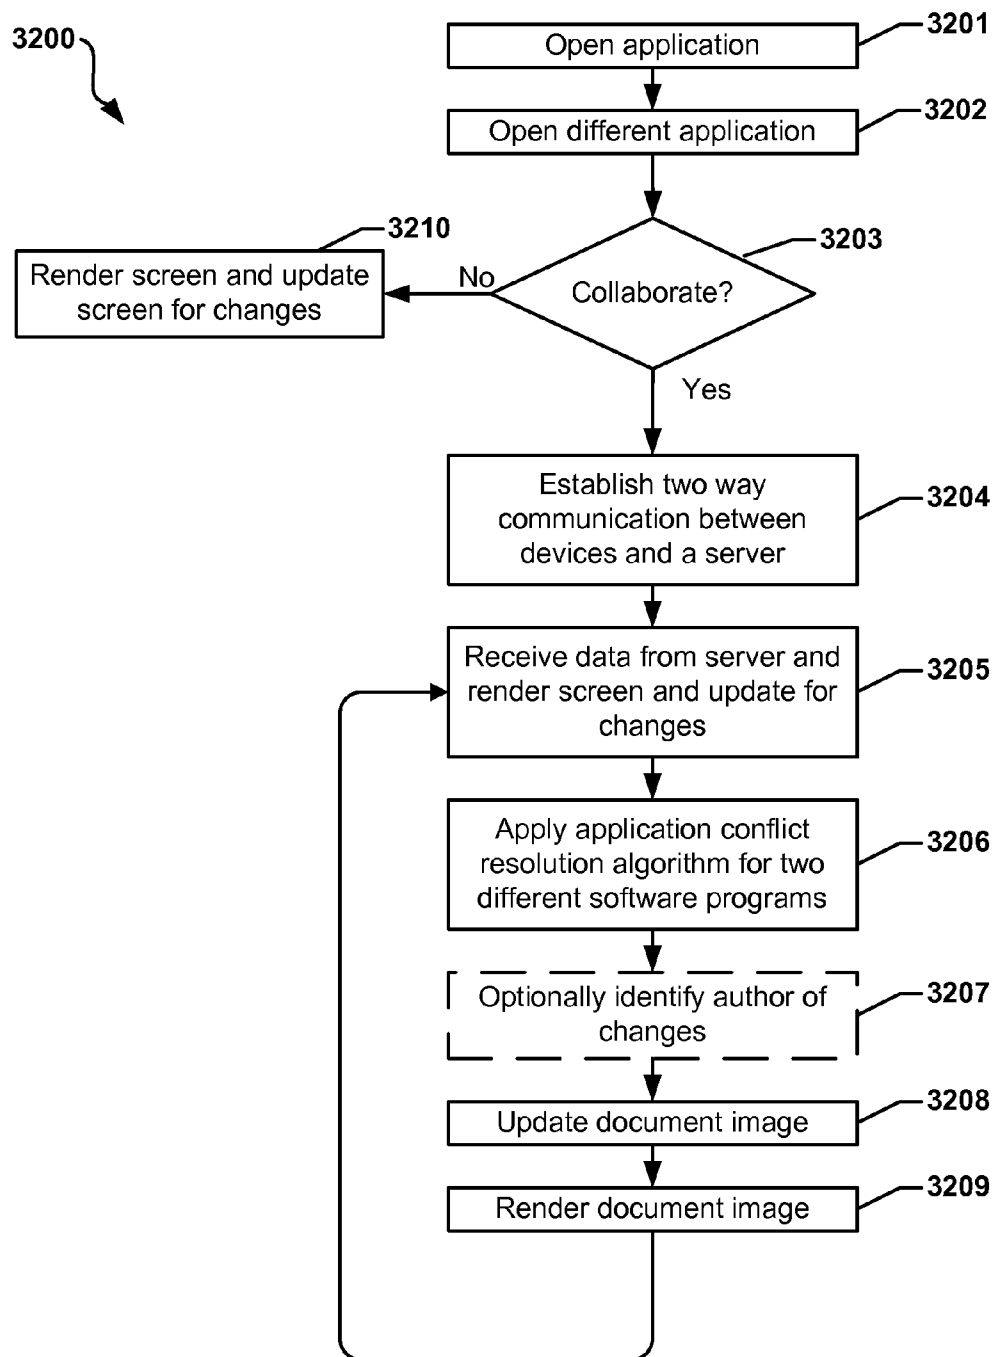 3200
3201
Open application
3202
Open different application
3203
Collaborate?
No
3210
Render screen and update
screen for changes
Yes
3204
Establish two way
communication between
devices and a server
3205
Receive data from server and
render screen and update for
changes
3206
Apply application conflict
resolution algorithm for two
different software programs
3207
Optionally identify author of
changes
3208
Update document image
3209
Render document image